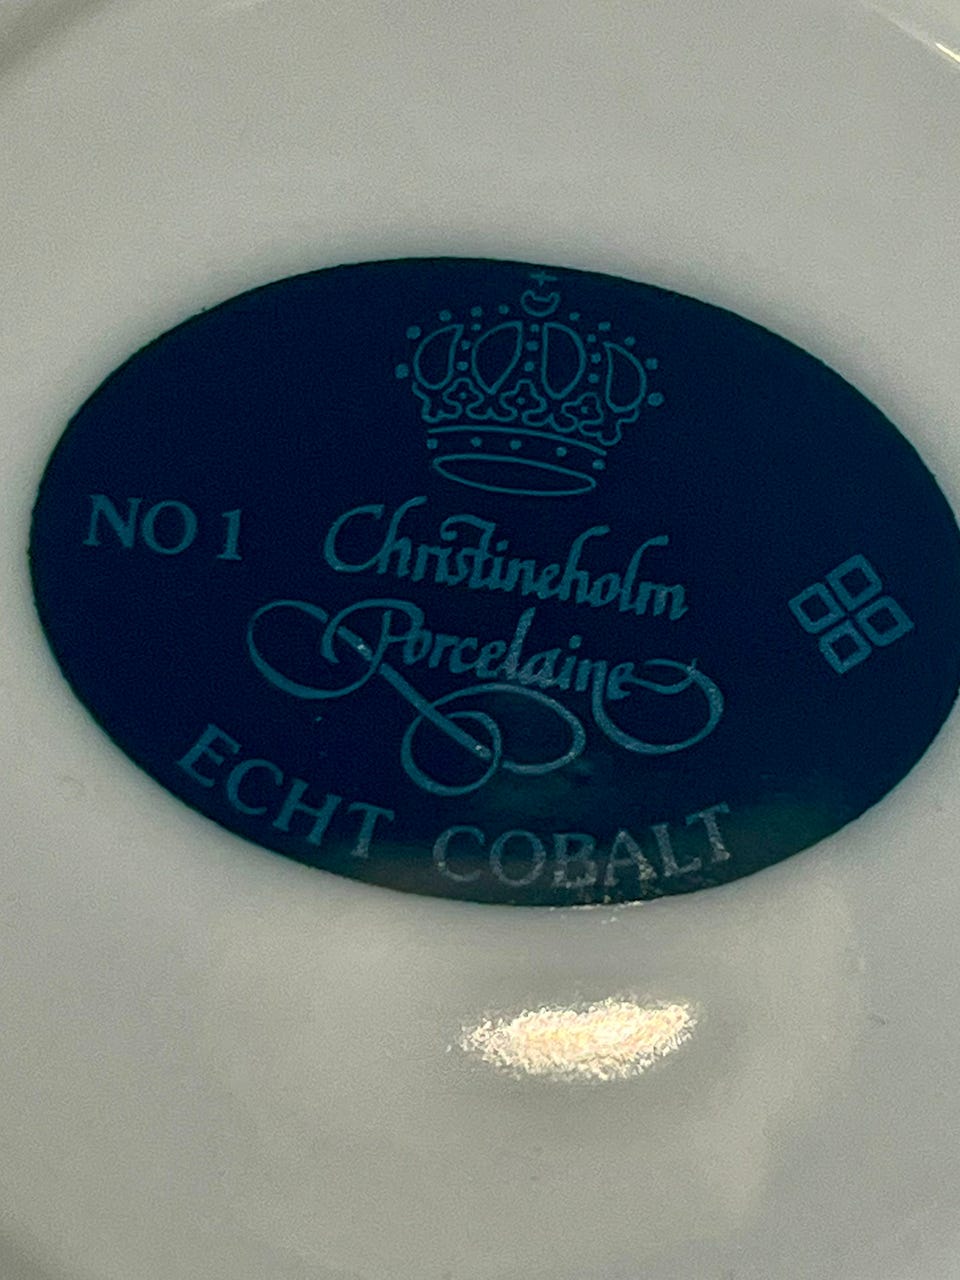 NO 1
Christineholm
Porcelaine
ECHT COBALT